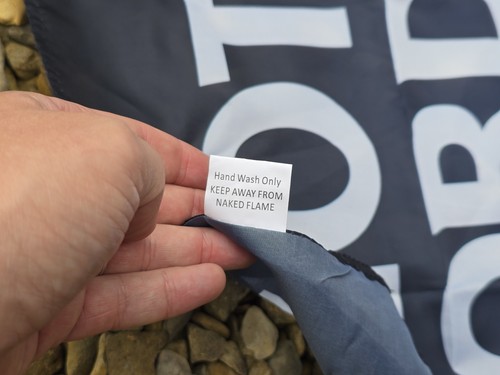 Hand Wash Only
KEEP AWAY FROM
NAKED FLAME